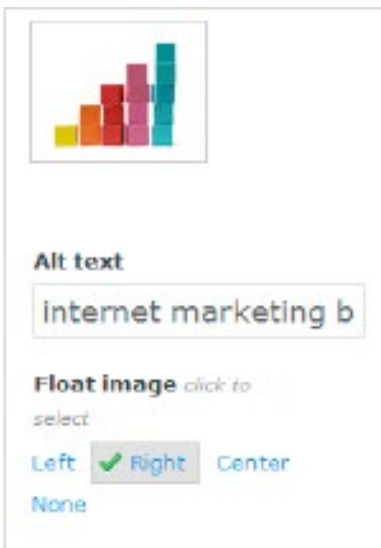 Alt text
internet marketing b
Float image click to
select
Left Right Center
None